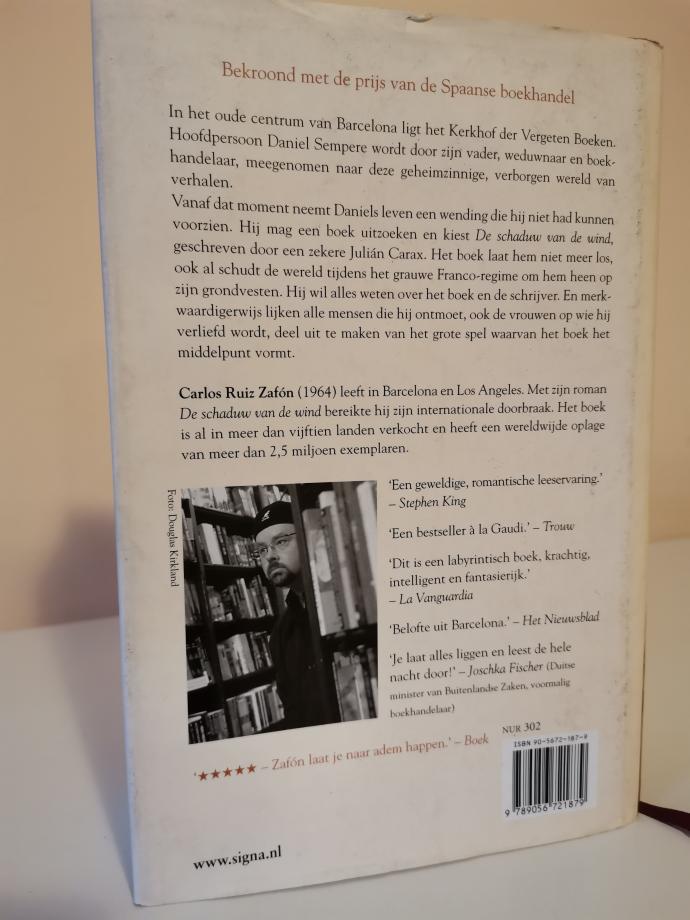 Bekroond met de prijs van de Spaanse boekhandel
In het oude centrum van Barcelona ligt het Kerkhof der Vergeten Boeken.
Hoofdpersoon Daniel Sempere wordt door zijn vader, weduwnaar en boek-
handelaar, meegenomen naar deze geheimzinnige, verborgen wereld van
verhalen.
Vanaf dat moment neemt Daniels leven een wending die hij niet had kunnen
voorzien. Hij mag een boek uitzoeken en kiest De schaduw van de wind,
geschreven door een zekere Julián Carax. Het boek laat hem niet meer los,
ook al schudt de wereld tijdens het grauwe Franco-regime om hem heen op
zijn grondvesten. Hij wil alles weten over het boek en de schrijver. En merk-
waardigerwijs lijken alle mensen die hij ontmoet, ook de vrouwen op wie hij
verliefd wordt, deel uit te maken van het grote spel waarvan het boek het
middelpunt vormt.
Carlos Ruiz Zafón (1964) leeft in Barcelona en Los Angeles. Met zijn roman
De schaduw van de wind bereikte hij zijn internationale doorbraak. Het boek
is al in meer dan vijftien landen verkocht en heeft een wereldwijde oplage
van meer dan 2,5 miljoen exemplaren.
Foto: Douglas Kirkland
'Een geweldige, romantische leeservaring.'
– Stephen King
'Een bestseller à la Gaudi.' – Trouw
'Dit is een labyrintisch boek, krachtig,
intelligent en fantasierijk.'
– La Vanguardia
'Belofte uit Barcelona.' – Het Nieuwsblad
'Je laat alles liggen en leest de hele
nacht door!' – Joschka Fischer (Duitse
minister van Buitenlandse Zaken, voormalig
boekhandelaar)
'★★★★★ – Zafón laat je naar adem happen.' – Boek
NUR 302
ISBN 90-5672-187-9
9 789056 721879
www.signa.nl